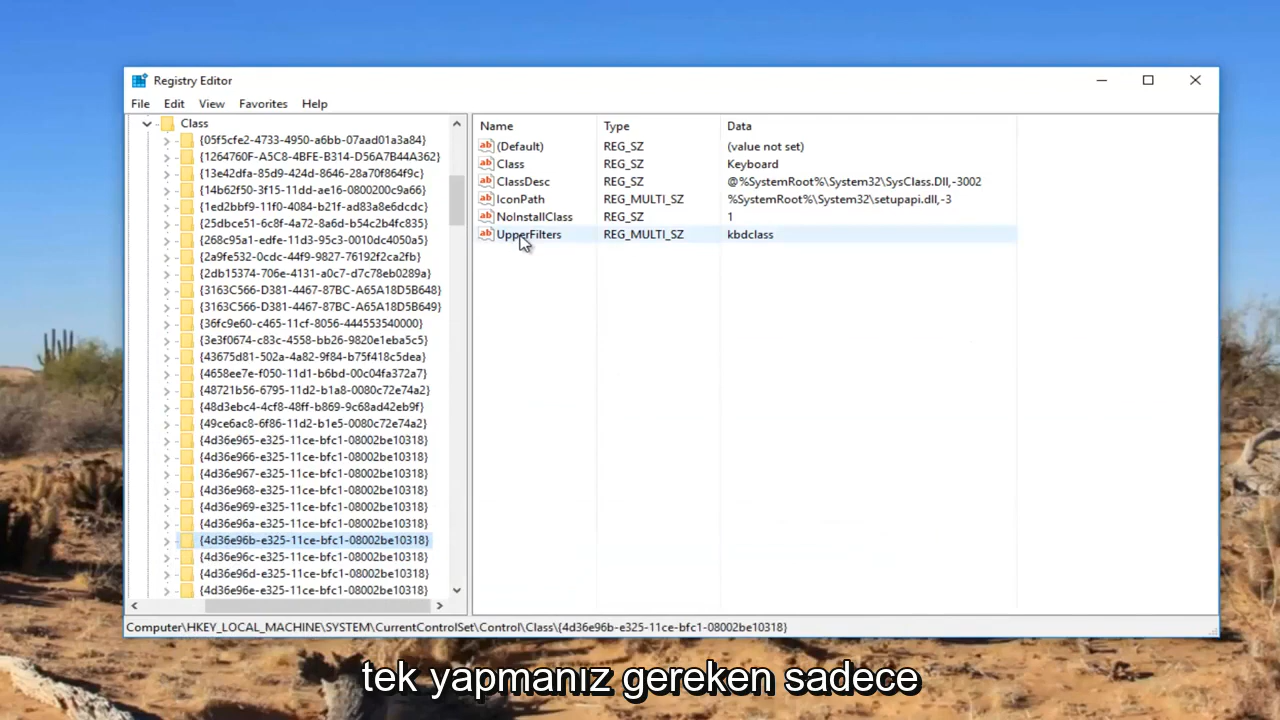 Registry Editor
File Edit View Favorites Help
Class
{05f5cfe2-4733-4950-a6bb-07aad01a3a84}
{1264760F-A5C8-4BFE-B314-D56A7B44A362}
{13e42dfa-85d9-424d-8646-28a70f864f9c}
{14b62f50-3f15-11dd-ae16-0800200c9a66}
{1ed2bbf9-11f0-4084-b21f-ad83a8e6dcdc}
{25dbce51-6c8f-4a72-8a6d-b54c2b4fc835}
{268c95a1-edfe-11d3-95c3-0010dc4050a5}
{2a9fe532-0cdc-44f9-9827-76192f2ca2fb}
{2db15374-706e-4131-a0c7-d7c78eb0289a}
{3163C566-D381-4467-87BC-A65A18D5B648}
{3163C566-D381-4467-87BC-A65A18D5B649}
{36fc9e60-c465-11cf-8056-444553540000}
{3e3f0674-c83c-4558-bb26-9820e1eba5c5}
{43675d81-502a-4a82-9f84-b75f418c5dea}
{4658ee7e-f050-11d1-b6bd-00c04fa372a7}
{48721b56-6795-11d2-b1a8-0080c72e74a2}
{48d3ebc4-4cf8-48ff-b869-9c68ad42eb9f}
{49ce6ac8-6f86-11d2-b1e5-0080c72e74a2}
{4d36e965-e325-11ce-bfc1-08002be10318}
{4d36e966-e325-11ce-bfc1-08002be10318}
{4d36e967-e325-11ce-bfc1-08002be10318}
{4d36e968-e325-11ce-bfc1-08002be10318}
{4d36e969-e325-11ce-bfc1-08002be10318}
{4d36e96a-e325-11ce-bfc1-08002be10318}
{4d36e96b-e325-11ce-bfc1-08002be10318}
{4d36e96c-e325-11ce-bfc1-08002be10318}
{4d36e96d-e325-11ce-bfc1-08002be10318}
{4d36e96e-e325-11ce-bfc1-08002be10318}
Name Type Data
(Default) REG_SZ (value not set)
Class REG_SZ Keyboard
ClassDesc REG_SZ @%SystemRoot%\System32\SysClass.Dll,-3002
IconPath REG_MULTI_SZ %SystemRoot%\System32\setupapi.dll,-3
NoInstallClass REG_SZ 1
UpperFilters REG_MULTI_SZ kbdclass
Computer\HKEY_LOCAL_MACHINE\SYSTEM\CurrentControlSet\Control\Class\{4d36e96b-e325-11ce-bfc1-08002be10318}
tek yapmanız gereken sadece